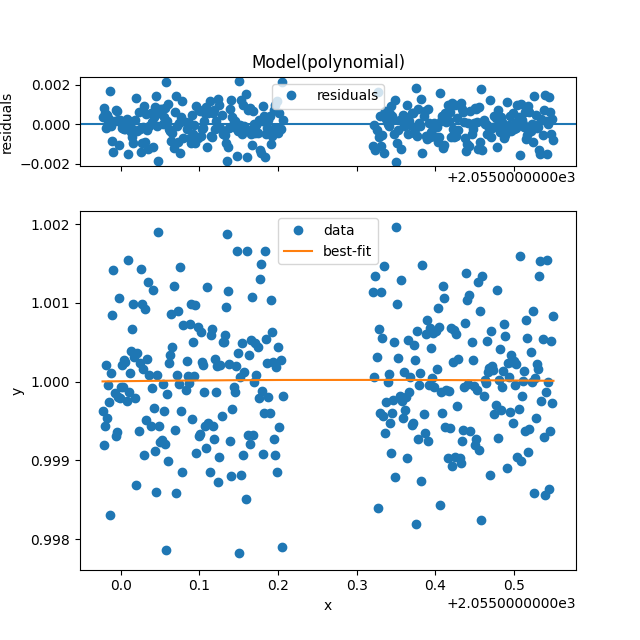 Model(polynomial)
residuals
0.002
0.000
−0.002
residuals
+2.0550000000e3
1.002
1.001
1.000
0.999
0.998
y
data
best-fit
0.0 0.1 0.2 0.3 0.4 0.5
x
+2.0550000000e3